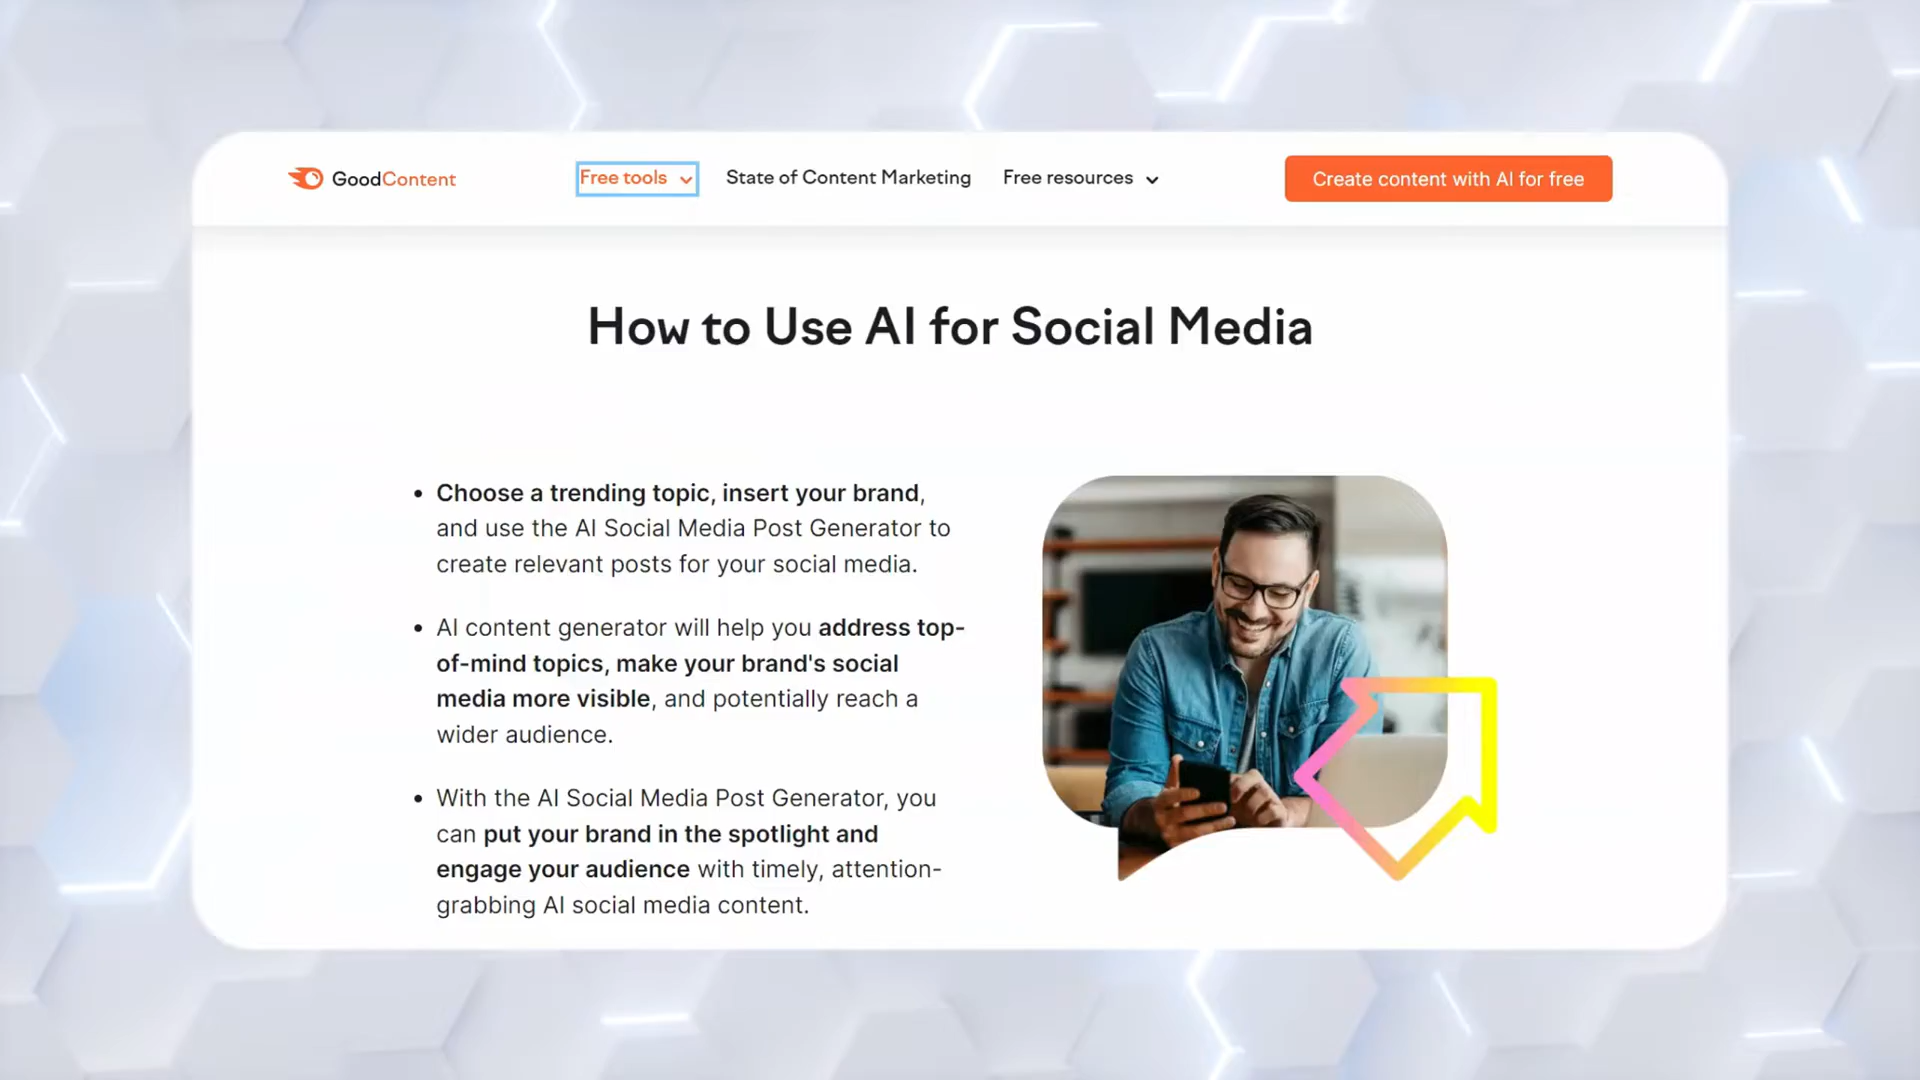 GoodContent
Free tools
State of Content Marketing
Free resources
Create content with AI for free
How to Use AI for Social Media
• Choose a trending topic, insert your brand,
and use the AI Social Media Post Generator to
create relevant posts for your social media.
• AI content generator will help you address top-
of-mind topics, make your brand's social
media more visible, and potentially reach a
wider audience.
• With the AI Social Media Post Generator, you
can put your brand in the spotlight and
engage your audience with timely, attention-
grabbing AI social media content.